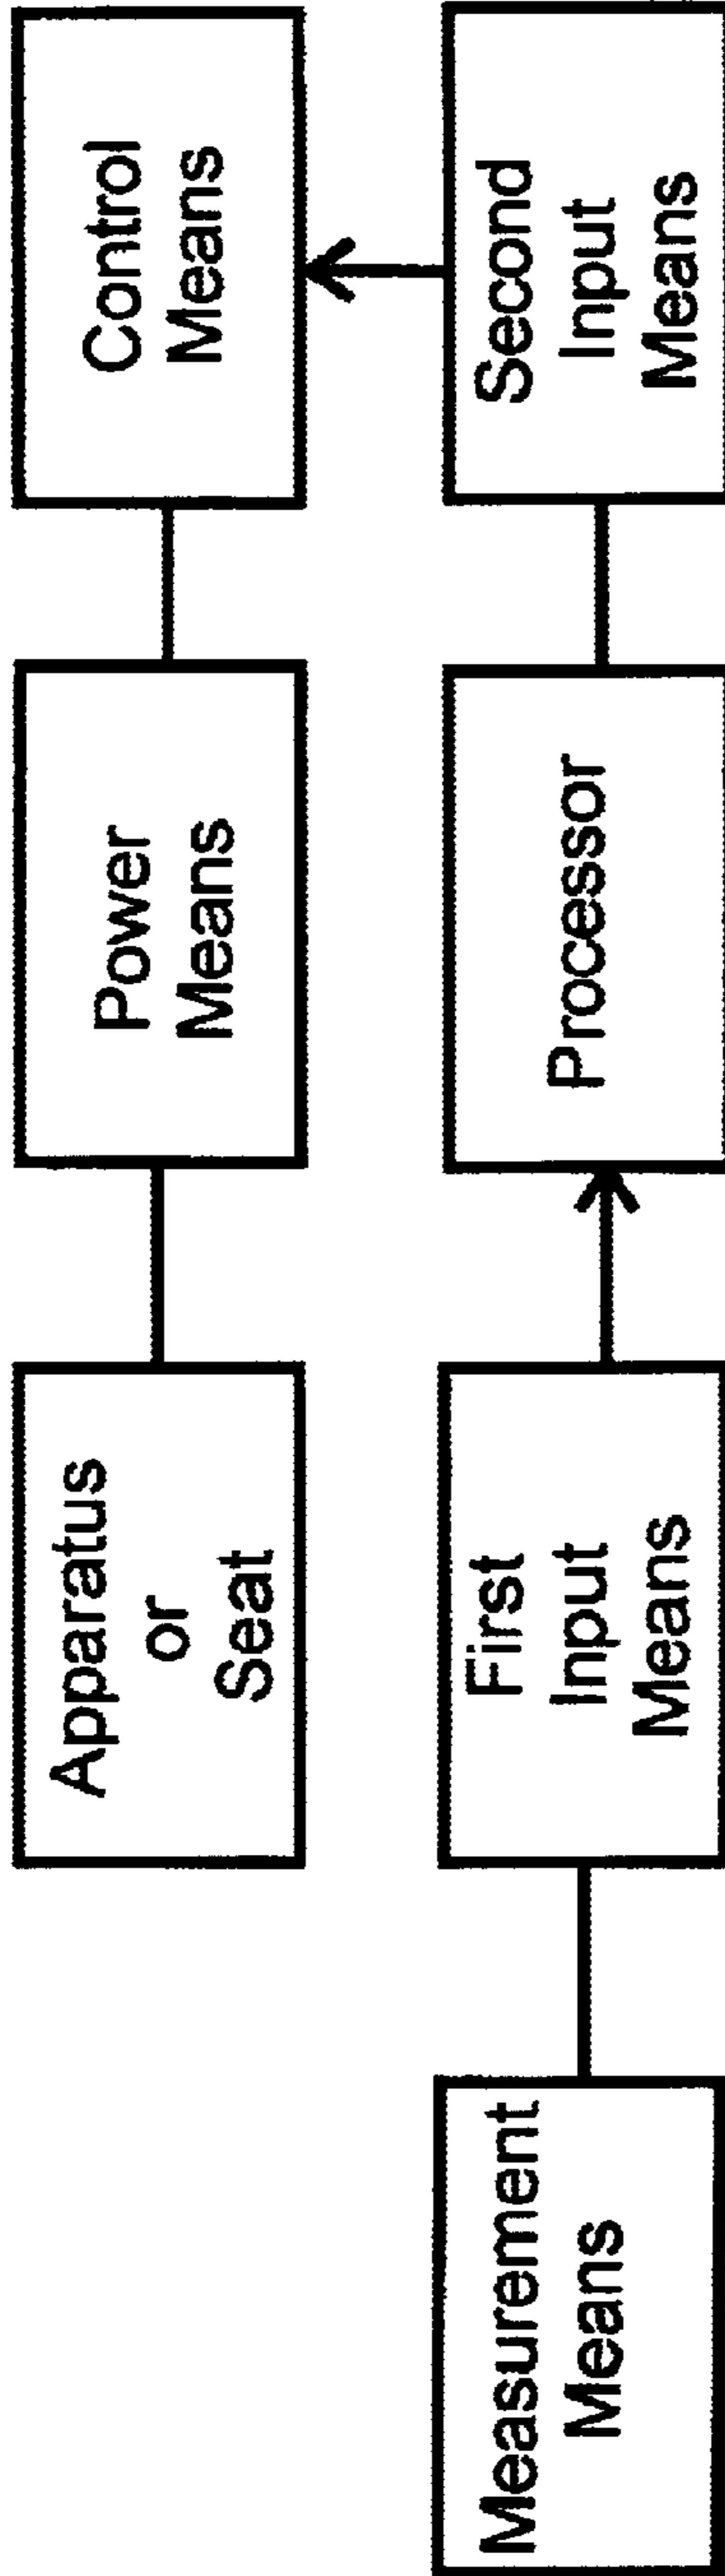 Apparatus
or
Seat
Power
Means
Control
Means
Measurement
Means
First
Input
Means
Processor
Second
Input
Means